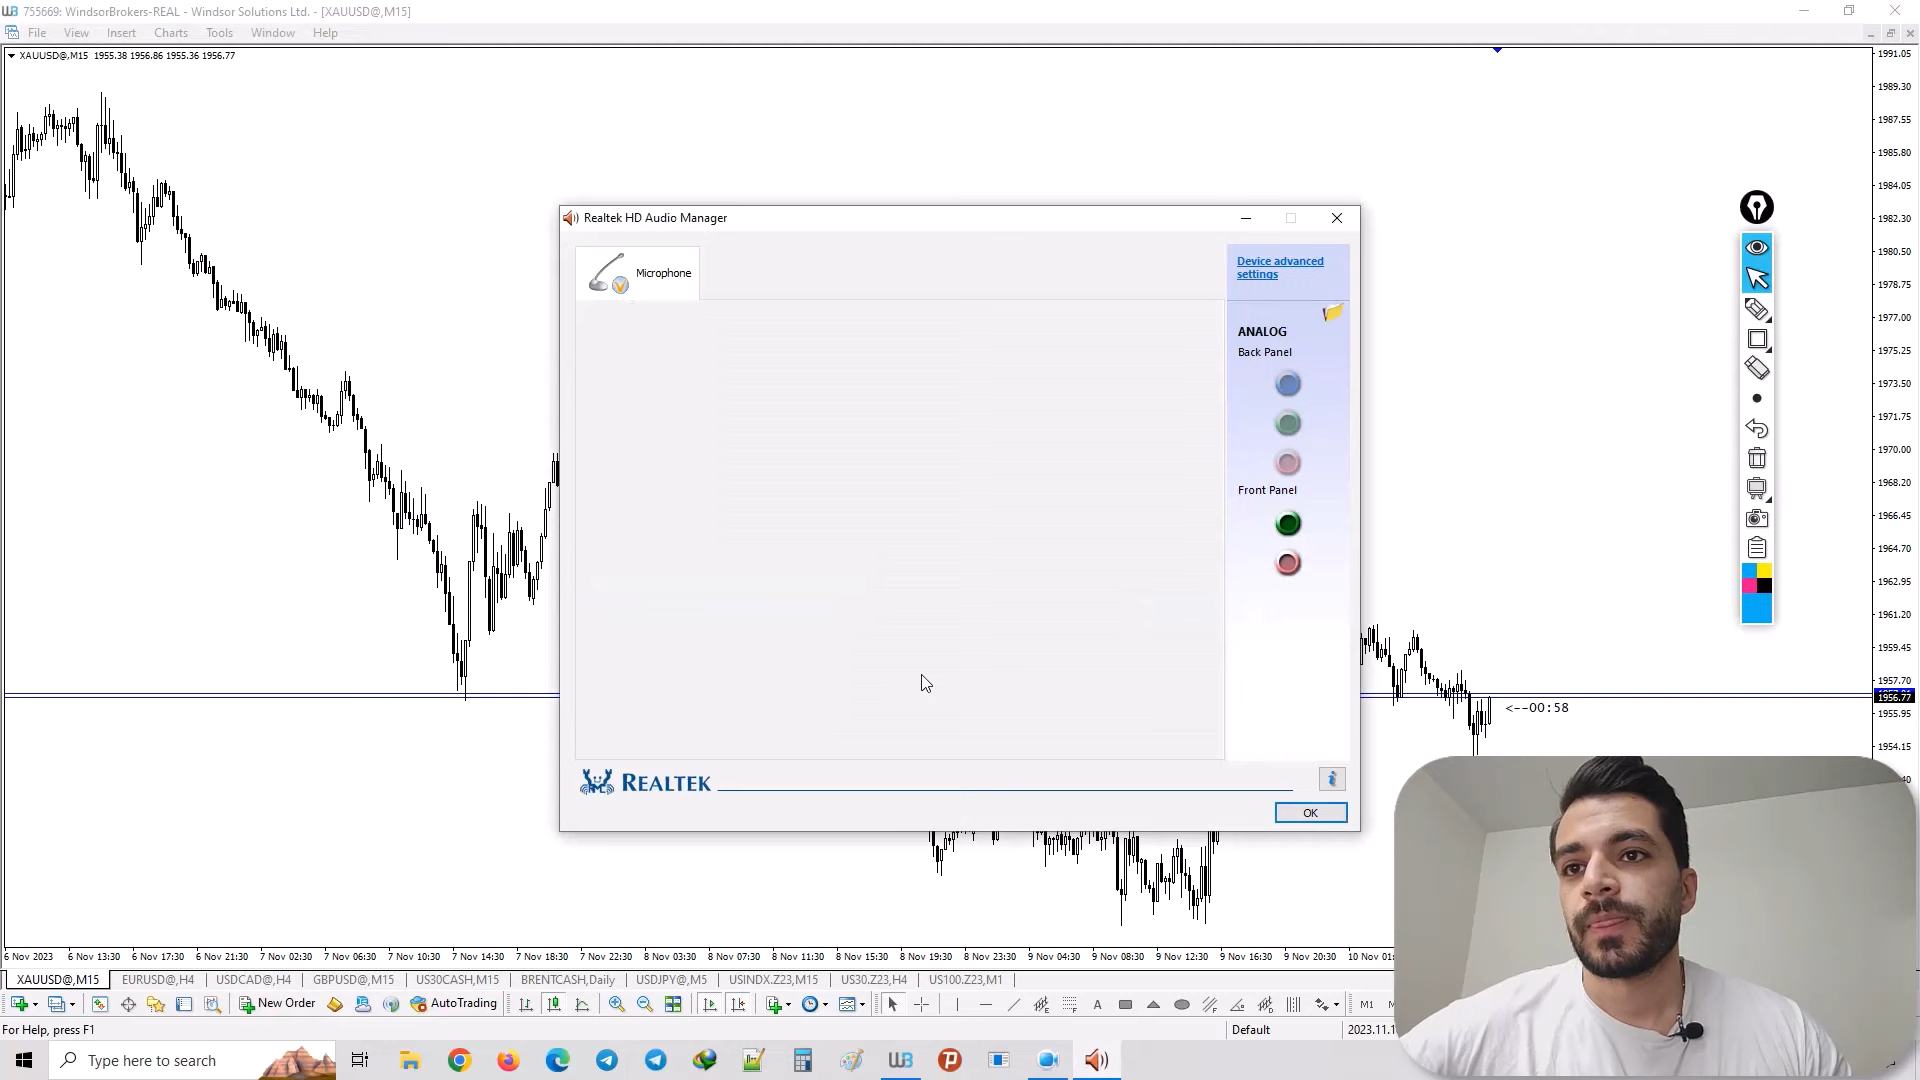 755669: WindsorBrokers-REAL - Windsor Solutions Ltd. - [XAUUSD@,M15]
File View Insert Charts Tools Window Help
XAUUSD@,M15 1955.38 1956.86 1955.36 1956.77
1991.05
1989.30
1987.55
1985.80
1984.05
1982.30
1980.50
1978.75
1977.00
1975.25
1973.50
1971.75
1970.00
1968.20
1966.45
1964.70
1962.95
1961.20
1959.45
1957.70
1956.77
1955.95
1954.15
Realtek HD Audio Manager
Microphone
Device advanced
settings
ANALOG
Back Panel
Front Panel
REALTEK
OK
<--00:58
6 Nov 2023 6 Nov 13:30 6 Nov 17:30 6 Nov 21:30 7 Nov 02:30 7 Nov 06:30 7 Nov 10:30 7 Nov 14:30 7 Nov 18:30 7 Nov 22:30 8 Nov 03:30 8 Nov 07:30 8 Nov 11:30 8 Nov 15:30 8 Nov 19:30 8 Nov 23:30 9 Nov 04:30 9 Nov 08:30 9 Nov 12:30 9 Nov 16:30 9 Nov 20:30 10 Nov 01:
XAUUSD@,M15 EURUSD@,H4 USDCAD@,H4 GBPUSD@,M15 US30CASH,M15 BRENTCASH,Daily USDJPY@,M5 USINDX.Z23,M15 US30.Z23,H4 US100.Z23,M1
New Order AutoTrading A M1
For Help, press F1 Default 2023.11.1
Type here to search